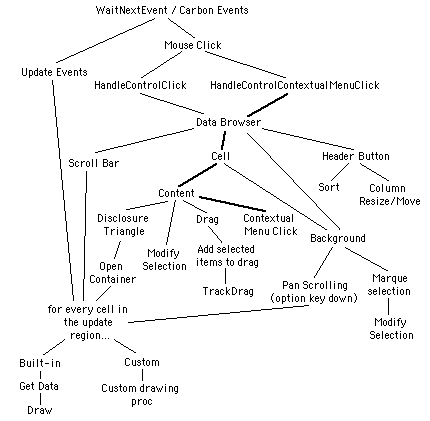 WaitNextEvent / Carbon Events
Mouse Click
Update Events
HandleControlClick
HandleControlContextualMenuClick
Data Browser
Scroll Bar
Cell
Header Button
Sort
Column
Resize/Move
Content
Disclosure
Triangle
Modify
Selection
Drag
Contextual
Menu Click
Background
Open
Container
Add selected
items to drag
TrackDrag
Pan Scrolling
(option key down)
Marque
selection
Modify
Selection
for every cell in
the update
region...
Built-in
Get Data
Draw
Custom
Custom drawing
proc